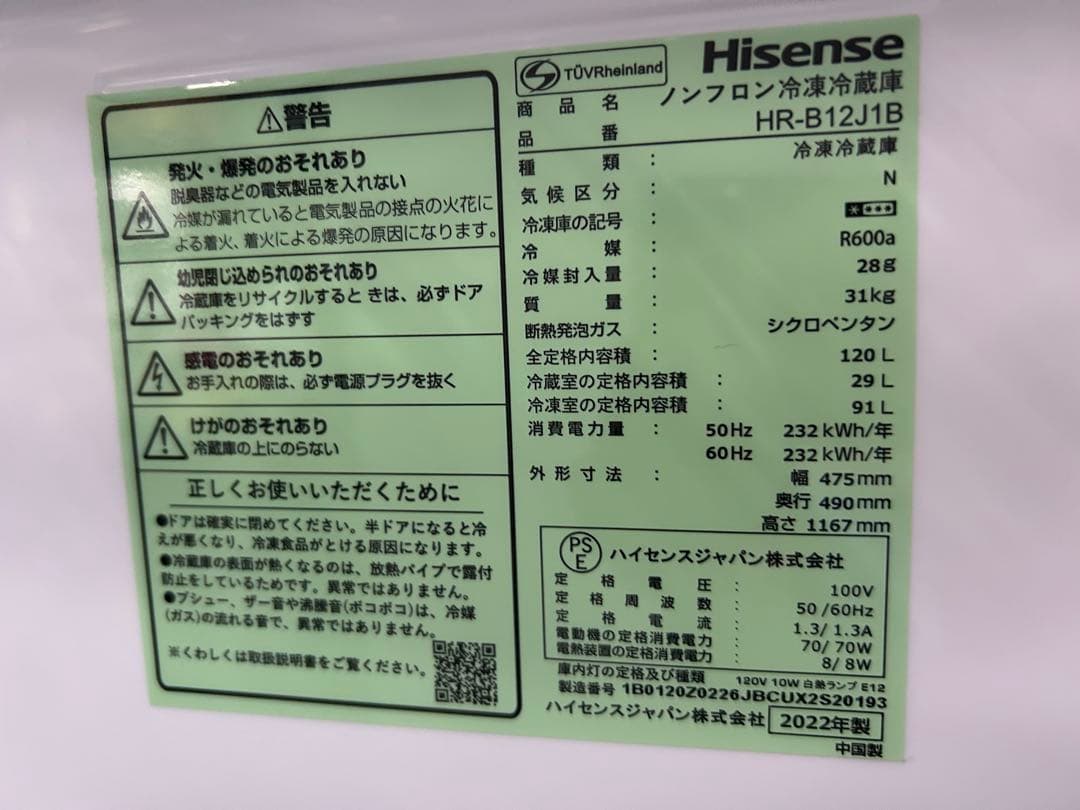 ⚠警告
発火・爆発のおそれあり
脱臭器などの電気製品を入れない
冷媒が漏れていると電気製品の接点の火花に
よる着火、着火による爆発の原因になります。
幼児閉じ込められのおそれあり
冷蔵庫をリサイクルすると きは、必ずドア
パッキングをはずす
感電のおそれあり
お手入れの際は、必ず電源プラグを抜く
けがのおそれあり
冷蔵庫の上にのらない
正しくお使いいただくために
●ドアは確実に閉めてください。半ドアになると冷
えが悪くなり、冷凍食品がとける原因になります。
●冷蔵庫の表面が熱くなるのは、放熱パイプで露付
防止をしているためです。異常ではありません。
●プシュー、ザー音や沸騰音(ポコポコ)は、冷媒
(ガス)の流れる音で、異常ではありません。
※くわしくは取扱説明書をご覧ください。
TÜVRheinland
Hisense
商品名 ノンフロン冷凍冷蔵庫
品番 HR-B12J1B
種類 : 冷凍冷蔵庫
気候区分 : N
冷凍庫の記号 : ****
冷媒 : R600a
冷媒封入量 : 28g
質量 : 31kg
断熱発泡ガス : シクロペンタン
全定格内容積 : 120 L
冷蔵室の定格内容積 : 29 L
冷凍室の定格内容積 : 91 L
消費電力量 : 50Hz 232 kWh/年
60Hz 232 kWh/年
外形寸法 : 幅 475mm
奥行 490mm
高さ 1167mm
PSE ハイセンスジャパン株式会社
定格電圧 : 100V
定格周波数 : 50/60Hz
定格電流 : 1.3/ 1.3A
電動機の定格消費電力 : 70/ 70W
電熱装置の定格消費電力 : 8/ 8W
庫内灯の定格及び種類 120V 10W 白熱ランプ E12
製造番号 1B0120Z0226JBCUX2S20193
ハイセンスジャパン株式会社 2022年製
中国製